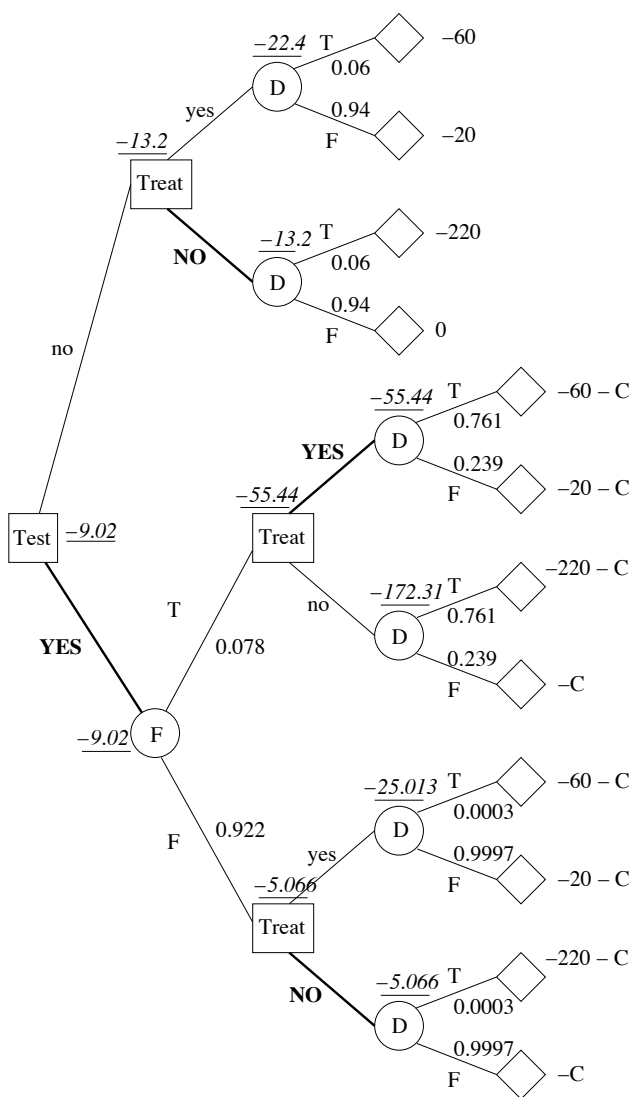 –22.4
T
–60
0.06
D
yes
0.94
F
–20
–13.2
Treat
NO
–13.2
T
–220
0.06
D
0.94
F
0
no
–55.44
T
–60 – C
0.761
D
YES
0.239
F
–20 – C
–55.44
Treat
Test
–9.02
no
–172.31
T
–220 – C
0.761
D
0.239
F
–C
YES
T
0.078
–9.02
F
F
0.922
–25.013
T
–60 – C
0.0003
D
yes
0.9997
F
–20 – C
–5.066
Treat
NO
–5.066
T
–220 – C
0.0003
D
0.9997
F
–C